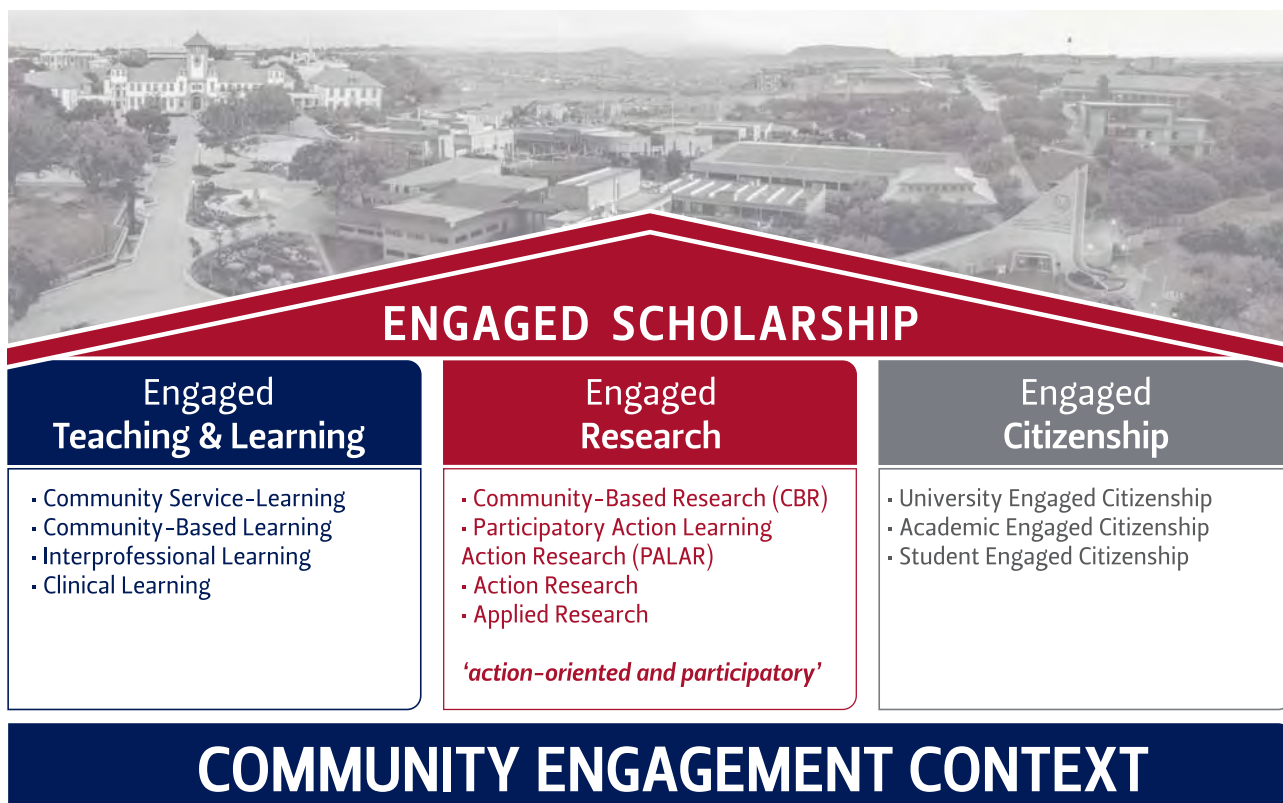 ENGAGED SCHOLARSHIP
Engaged
Teaching & Learning
· Community Service-Learning
· Community-Based Learning
· Interprofessional Learning
· Clinical Learning
Engaged
Research
· Community-Based Research (CBR)
· Participatory Action Learning
Action Research (PALAR)
· Action Research
· Applied Research
‘action-oriented and participatory’
Engaged
Citizenship
· University Engaged Citizenship
· Academic Engaged Citizenship
· Student Engaged Citizenship
COMMUNITY ENGAGEMENT CONTEXT